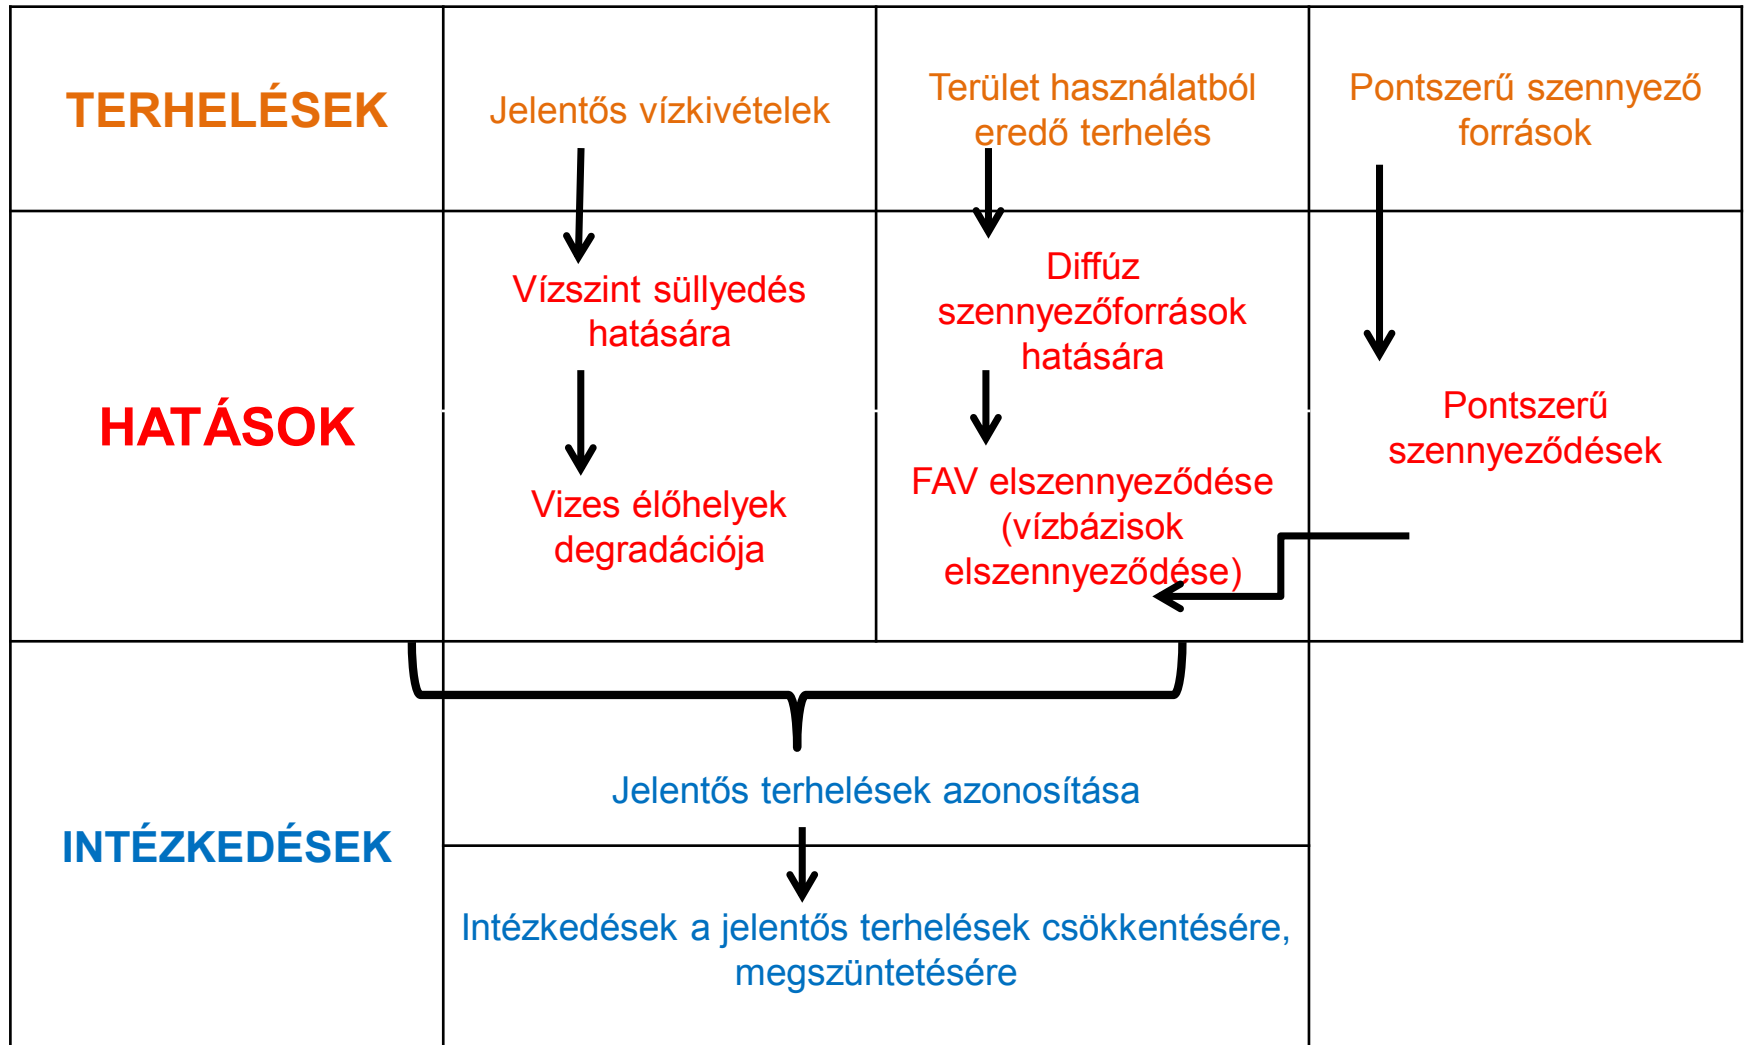 TERHELÉSEK
Jelentős vízkivételek
Terület használatból
eredő terhelés
Pontszerű szennyező
források
HATÁSOK
Vízszint süllyedés
hatására
Vizes élőhelyek
degradációja
Diffúz
szennyezőforrások
hatására
FAV elszennyeződése
(vízbázisok
elszennyeződése)
Pontszerű
szennyeződések
INTÉZKEDÉSEK
Jelentős terhelések azonosítása
Intézkedések a jelentős terhelések csökkentésére,
megszüntetésére